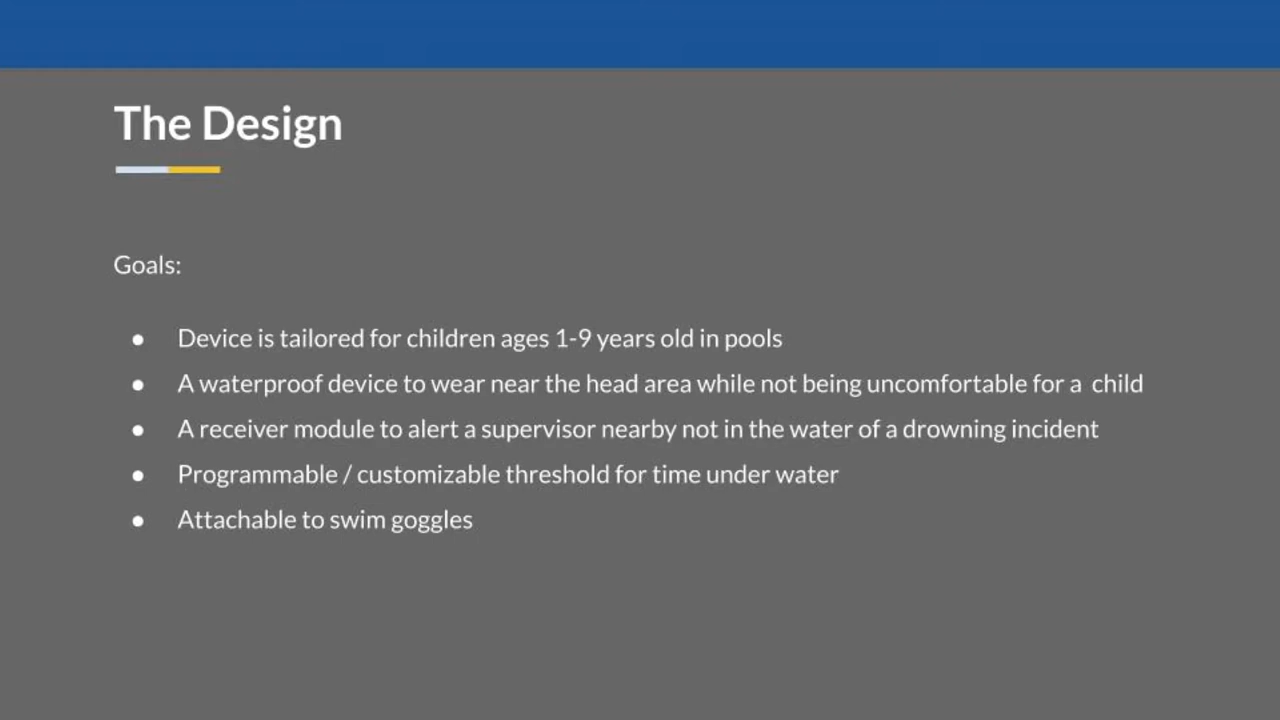 The Design
Goals:
● Device is tailored for children ages 1-9 years old in pools
● A waterproof device to wear near the head area while not being uncomfortable for a  child
● A receiver module to alert a supervisor nearby not in the water of a drowning incident
● Programmable / customizable threshold for time under water
● Attachable to swim goggles